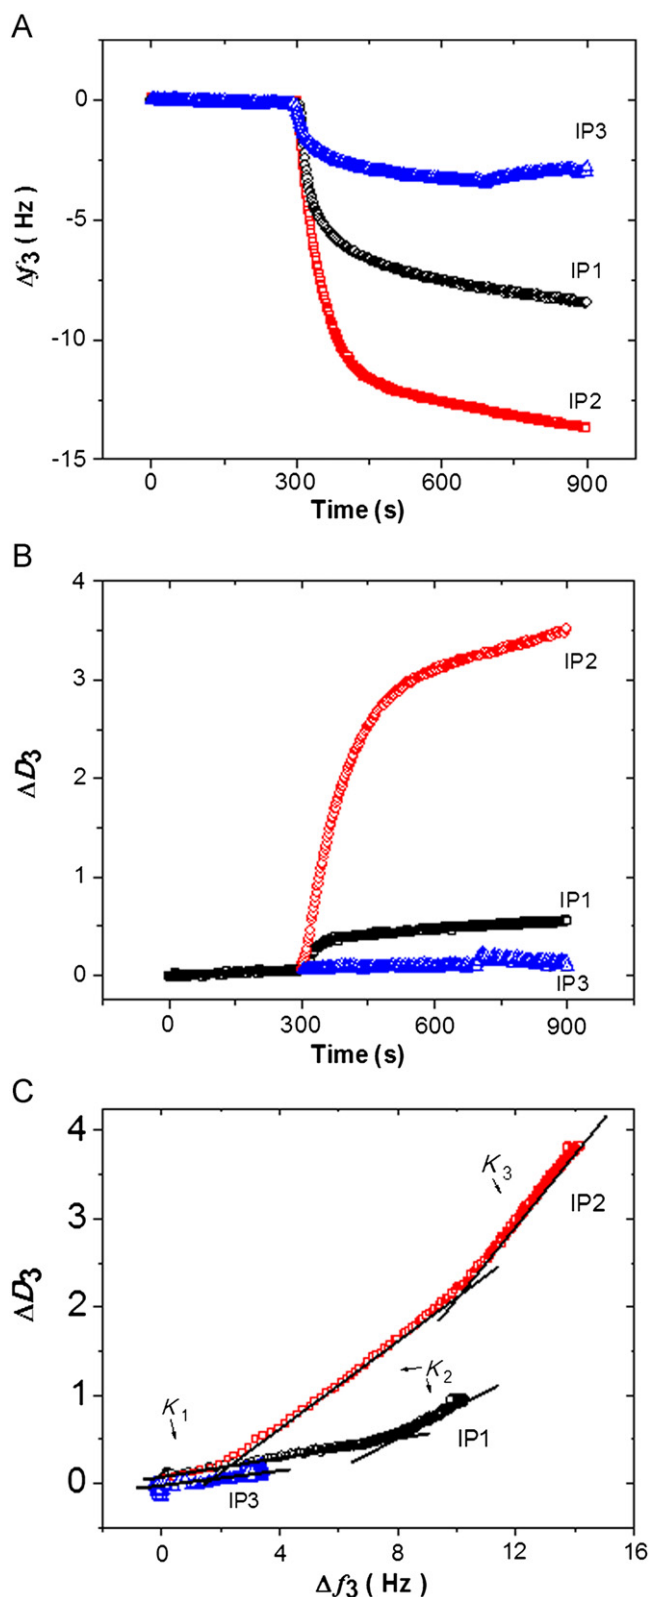 A
0
-5
-10
-15
Δf3 ( Hz )
IP3
IP1
IP2
0 300 600 900
Time (s)
B
4
3
2
1
0
ΔD3
IP2
IP1
IP3
0 300 600 900
Time (s)
C
4
3
2
1
0
ΔD3
K3
IP2
K2
K1
IP1
IP3
0 4 8 12 16
Δf3 ( Hz )